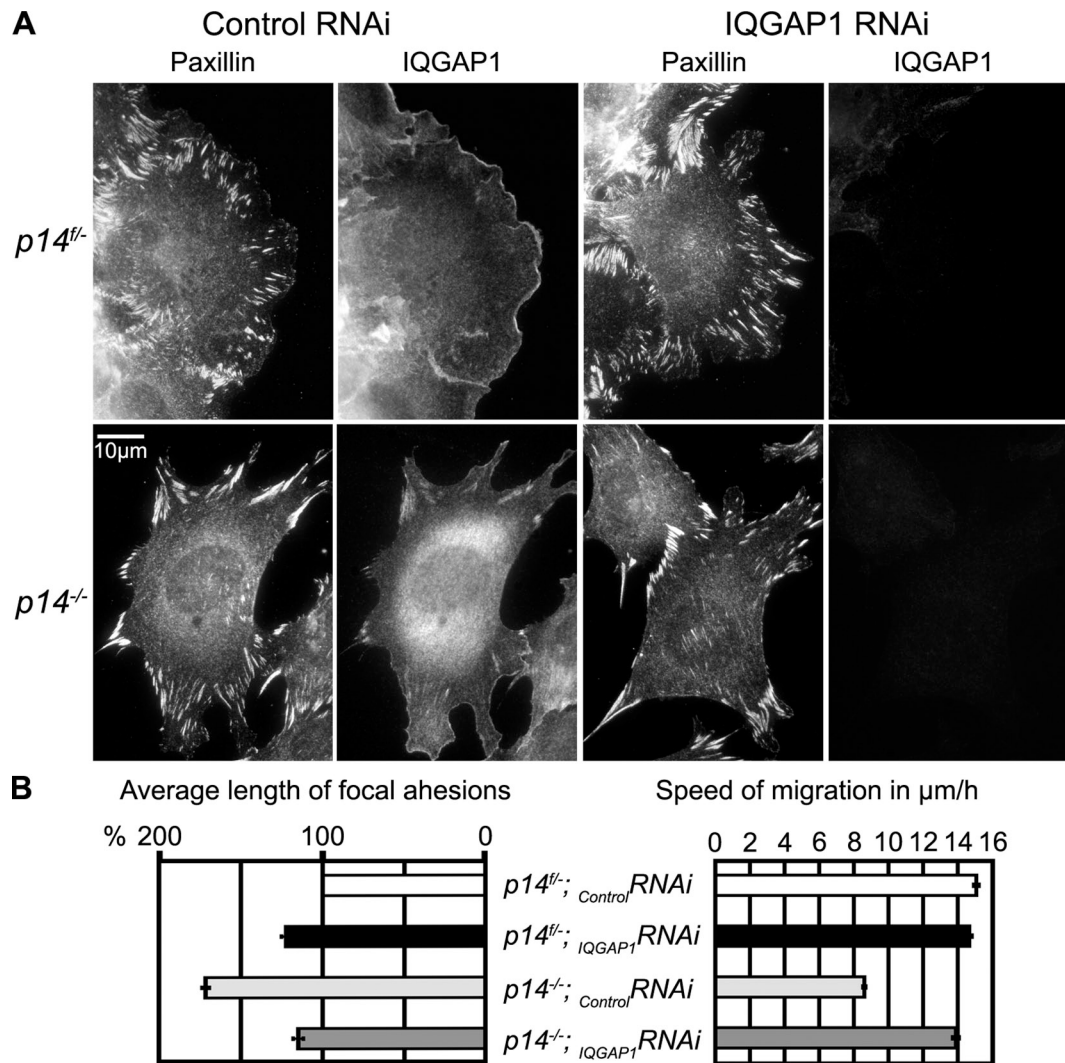 A
Control RNAi IQGAP1 RNAi
Paxillin IQGAP1 Paxillin IQGAP1
p14f/-
10µm
p14-/-
B
Average length of focal ahesions Speed of migration in µm/h
% 200 100 0 0 2 4 6 8 10 12 14 16
p14f/-; ControlRNAi
p14f/-; IQGAP1RNAi
p14-/-; ControlRNAi
p14-/-; IQGAP1RNAi